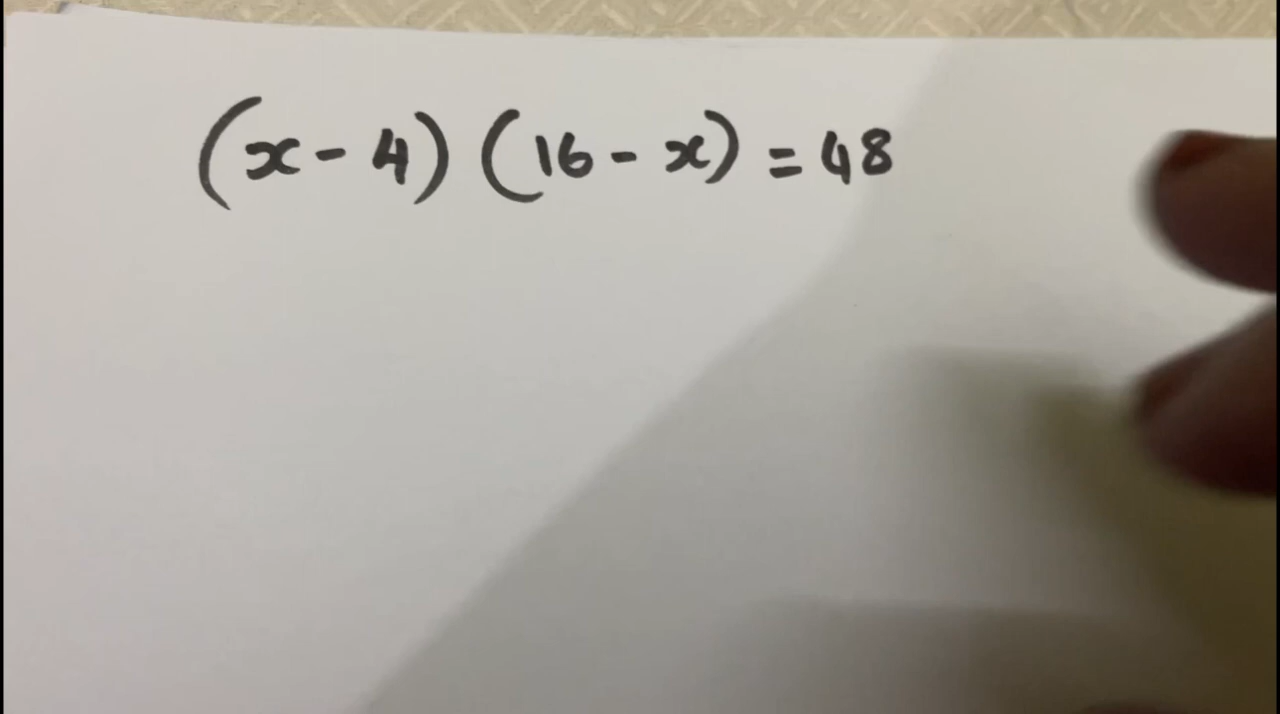 (x - 4) (16 - x) = 48